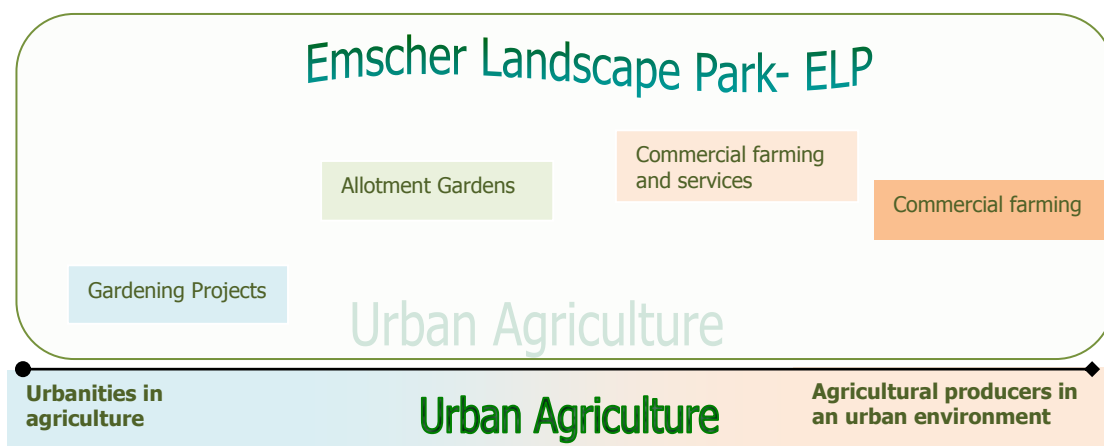 Emscher Landscape Park- ELP
Commercial farming
and services
Allotment Gardens
Commercial farming
Gardening Projects
Urban Agriculture
Urbanities in
agriculture
Urban Agriculture
Agricultural producers in
an urban environment